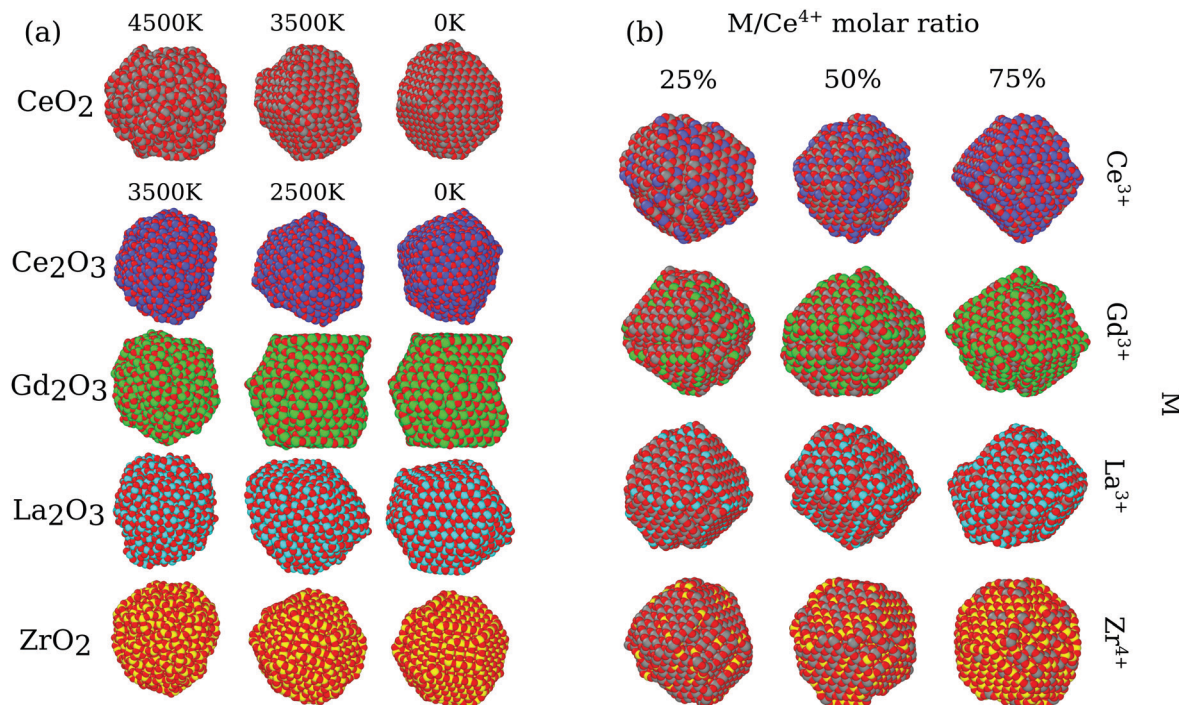 (a)
4500K 3500K 0K
CeO2
3500K 2500K 0K
Ce2O3
Gd2O3
La2O3
ZrO2
(b) M/Ce⁴⁺ molar ratio
25% 50% 75%
Ce³⁺
Gd³⁺
La³⁺
Zr⁴⁺
M